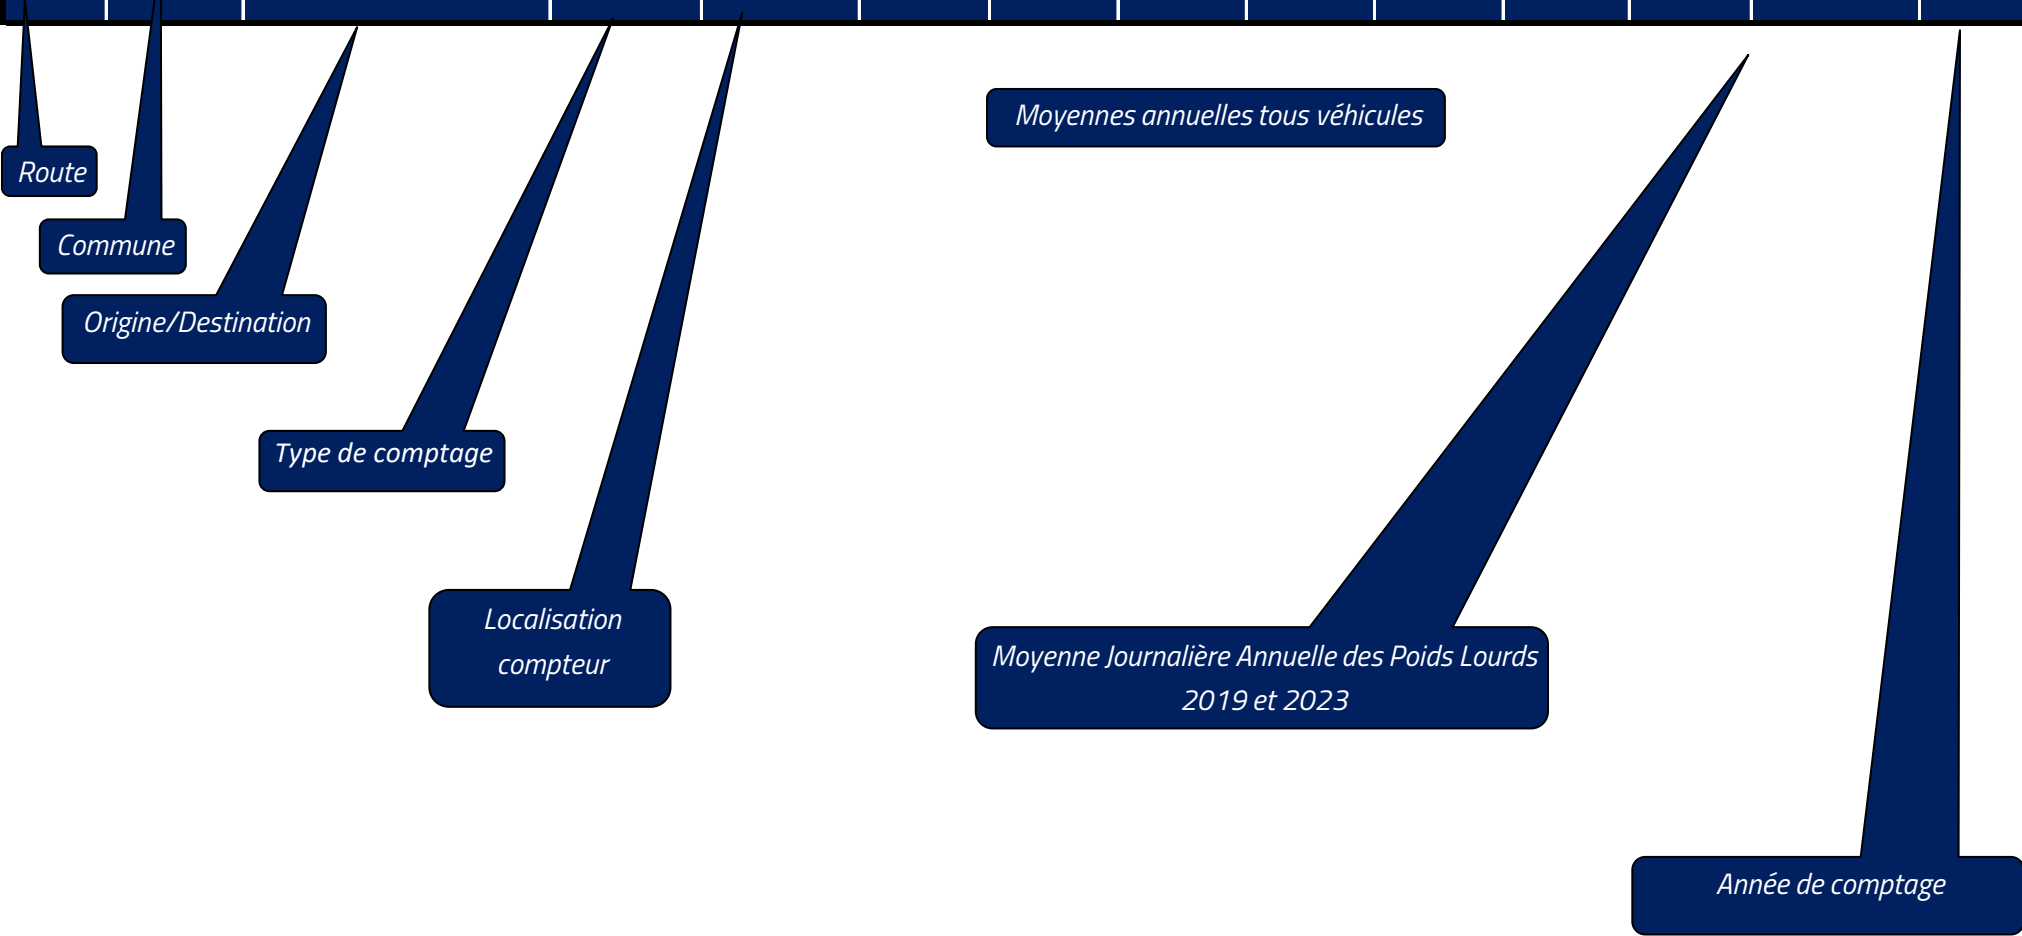 Moyennes annuelles tous véhicules
Route
Commune
Origine/Destination
Type de comptage
Localisation
compteur
Moyenne Journalière Annuelle des Poids Lourds
2019 et 2023
Année de comptage